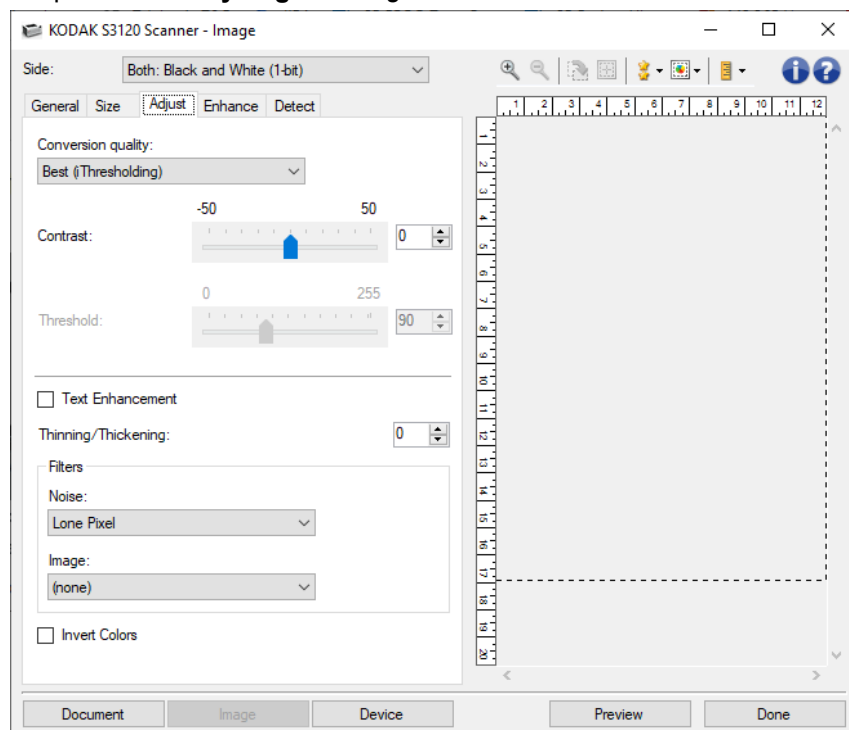 KODAK S3120 Scanner - Image
Side: Both: Black and White (1-bit)
General Size Adjust Enhance Detect
Conversion quality:
Best (iThresholding)
-50 50
Contrast: 0
0 255
Threshold: 90
Text Enhancement
Thinning/Thickening: 0
Filters
Noise:
Lone Pixel
Image:
(none)
Invert Colors
1 2 3 4 5 6 7 8 9 10 11 12
1
2
3
4
5
6
7
8
9
10
11
12
13
14
15
16
17
18
19
20
Document Image Device Preview Done